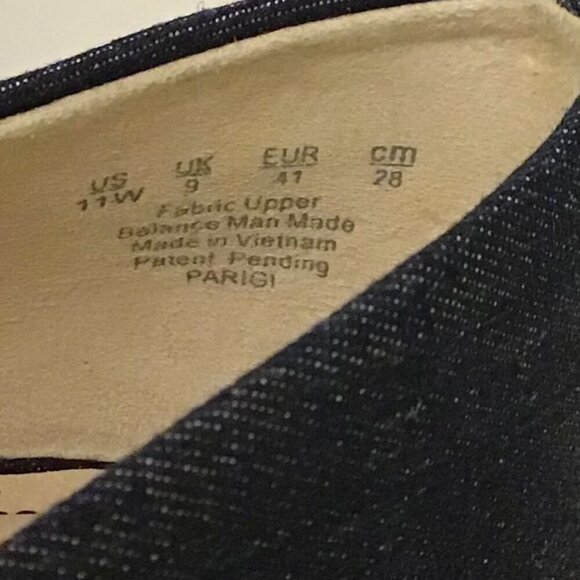 US UK EUR cm
11W 9 41 28
Fabric Upper
Balance Man Made
Made in Vietnam
Patent Pending
PARIGI